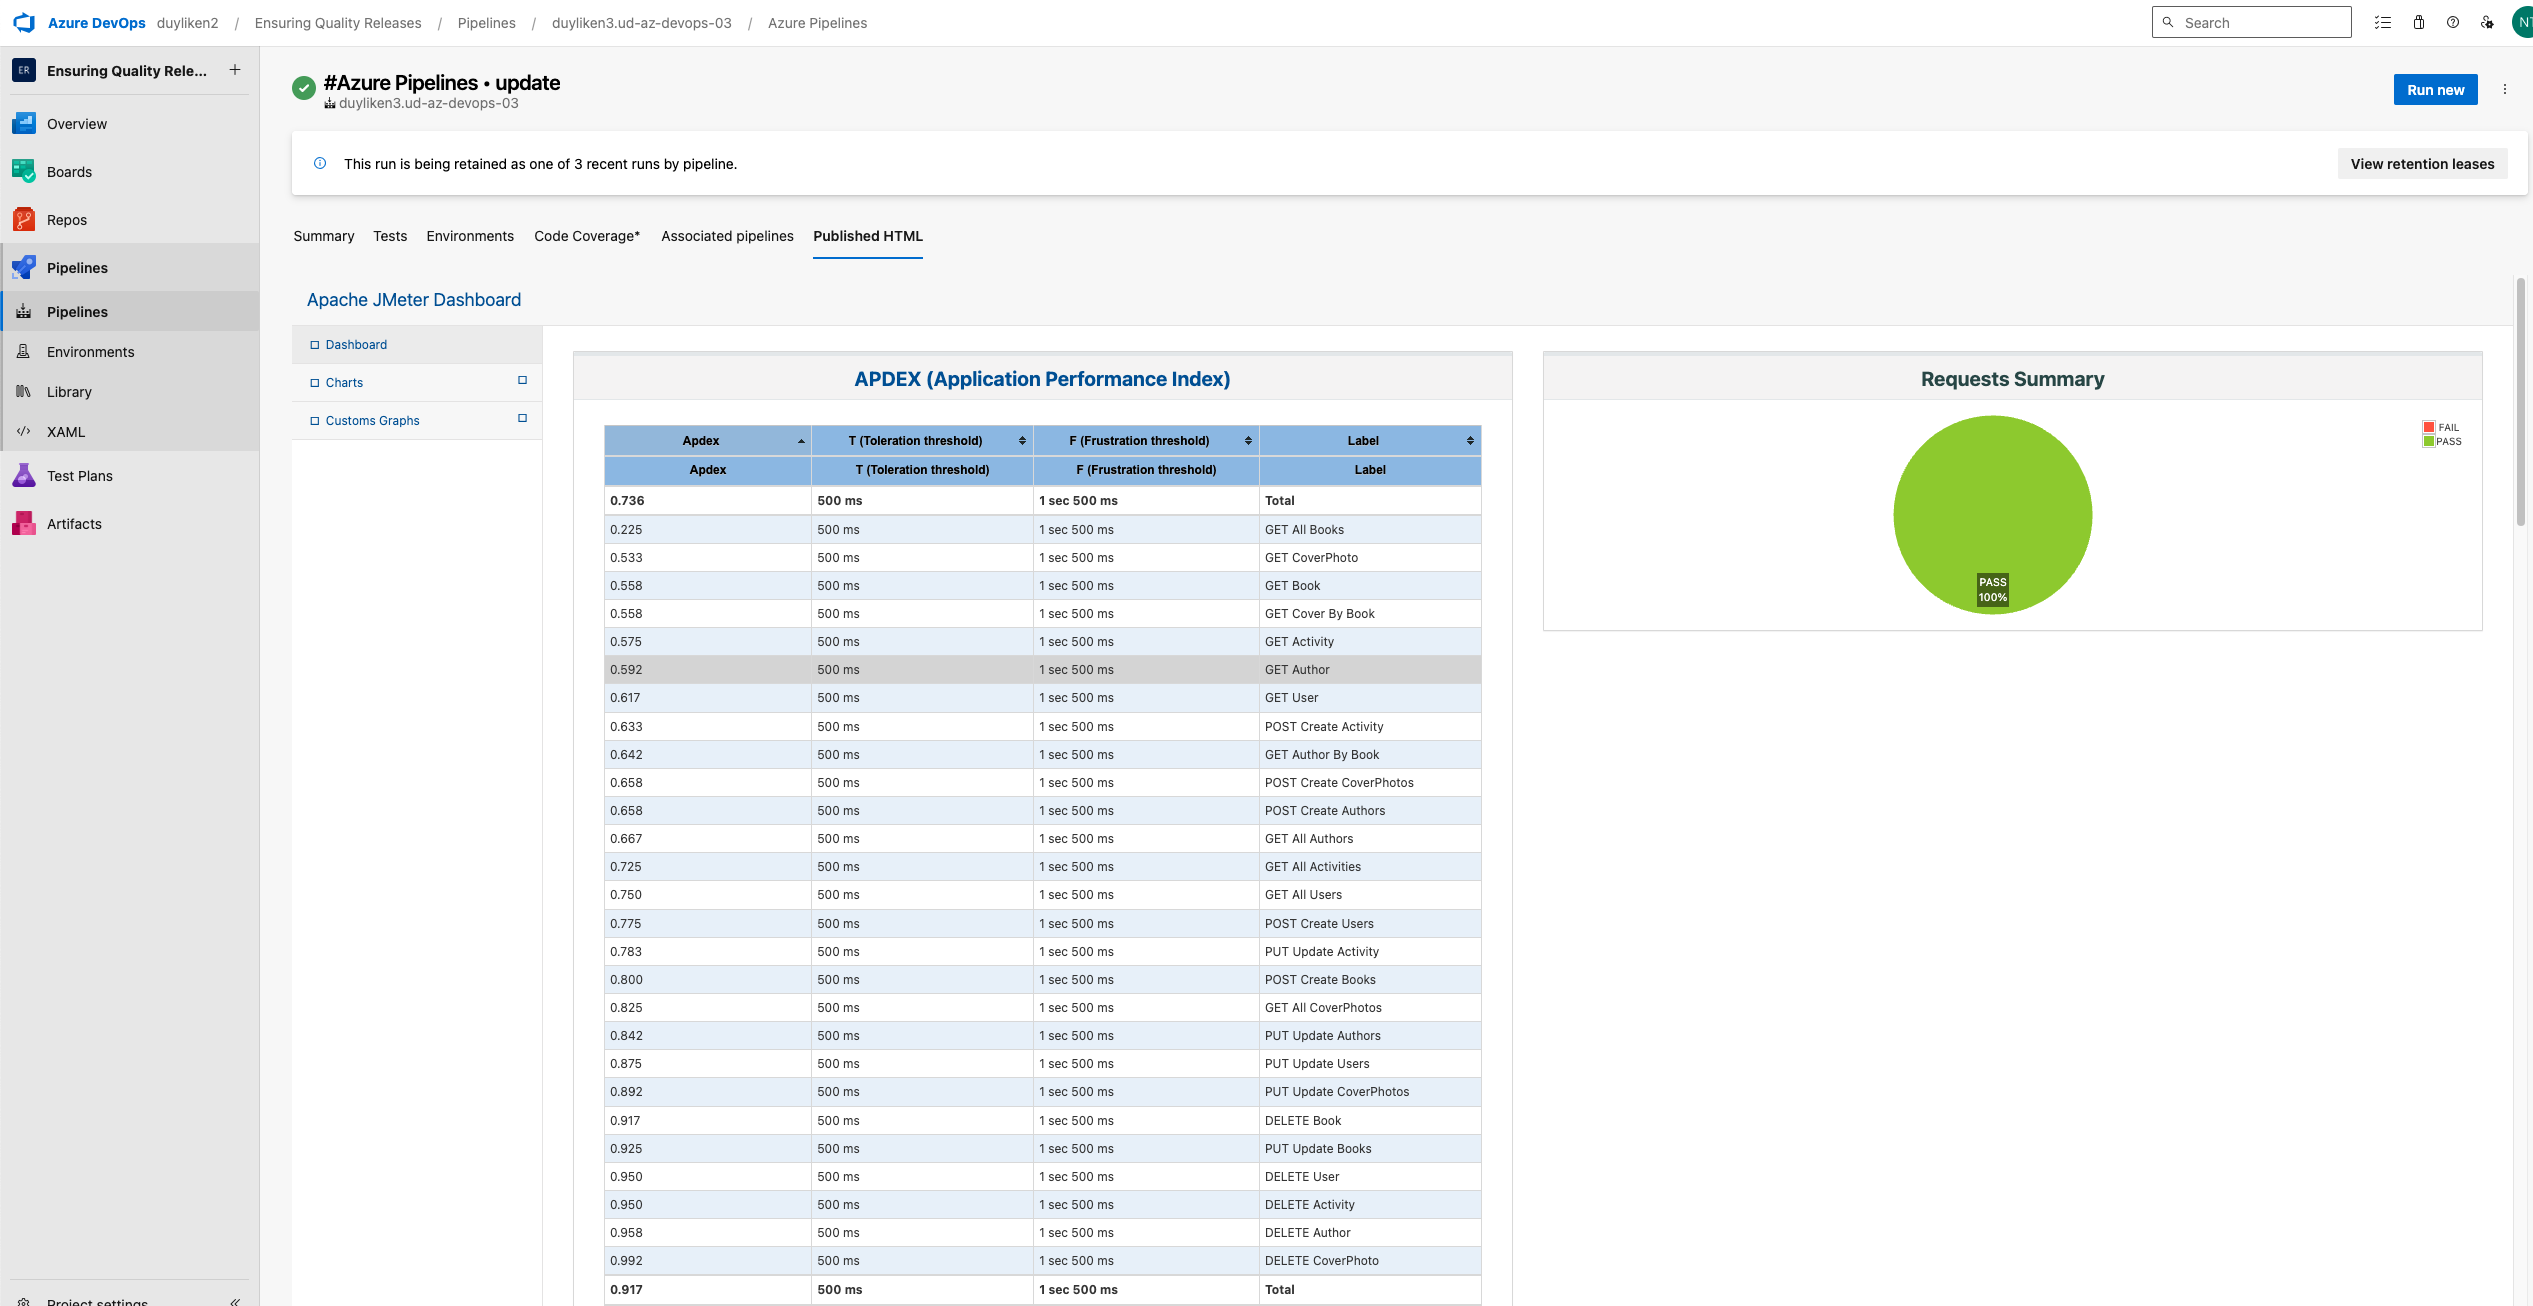 Azure DevOps duyliken2 / Ensuring Quality Releases / Pipelines / duyliken3.ud-az-devops-03 / Azure Pipelines
Search
ER Ensuring Quality Rele... +
Overview
Boards
Repos
Pipelines
Pipelines
Environments
Library
XAML
Test Plans
Artifacts
Project settings
#Azure Pipelines • update
duyliken3.ud-az-devops-03
Run new
This run is being retained as one of 3 recent runs by pipeline.
View retention leases
Summary Tests Environments Code Coverage* Associated pipelines Published HTML
Apache JMeter Dashboard
Dashboard
Charts
Customs Graphs
APDEX (Application Performance Index)
Apdex T (Toleration threshold) F (Frustration threshold) Label
Apdex T (Toleration threshold) F (Frustration threshold) Label
0.736 500 ms 1 sec 500 ms Total
0.225 500 ms 1 sec 500 ms GET All Books
0.533 500 ms 1 sec 500 ms GET CoverPhoto
0.558 500 ms 1 sec 500 ms GET Book
0.558 500 ms 1 sec 500 ms GET Cover By Book
0.575 500 ms 1 sec 500 ms GET Activity
0.592 500 ms 1 sec 500 ms GET Author
0.617 500 ms 1 sec 500 ms GET User
0.633 500 ms 1 sec 500 ms POST Create Activity
0.642 500 ms 1 sec 500 ms GET Author By Book
0.658 500 ms 1 sec 500 ms POST Create CoverPhotos
0.658 500 ms 1 sec 500 ms POST Create Authors
0.667 500 ms 1 sec 500 ms GET All Authors
0.725 500 ms 1 sec 500 ms GET All Activities
0.750 500 ms 1 sec 500 ms GET All Users
0.775 500 ms 1 sec 500 ms POST Create Users
0.783 500 ms 1 sec 500 ms PUT Update Activity
0.800 500 ms 1 sec 500 ms POST Create Books
0.825 500 ms 1 sec 500 ms GET All CoverPhotos
0.842 500 ms 1 sec 500 ms PUT Update Authors
0.875 500 ms 1 sec 500 ms PUT Update Users
0.892 500 ms 1 sec 500 ms PUT Update CoverPhotos
0.917 500 ms 1 sec 500 ms DELETE Book
0.925 500 ms 1 sec 500 ms PUT Update Books
0.950 500 ms 1 sec 500 ms DELETE User
0.950 500 ms 1 sec 500 ms DELETE Activity
0.958 500 ms 1 sec 500 ms DELETE Author
0.992 500 ms 1 sec 500 ms DELETE CoverPhoto
0.917 500 ms 1 sec 500 ms Total
Requests Summary
FAIL
PASS
PASS
100%